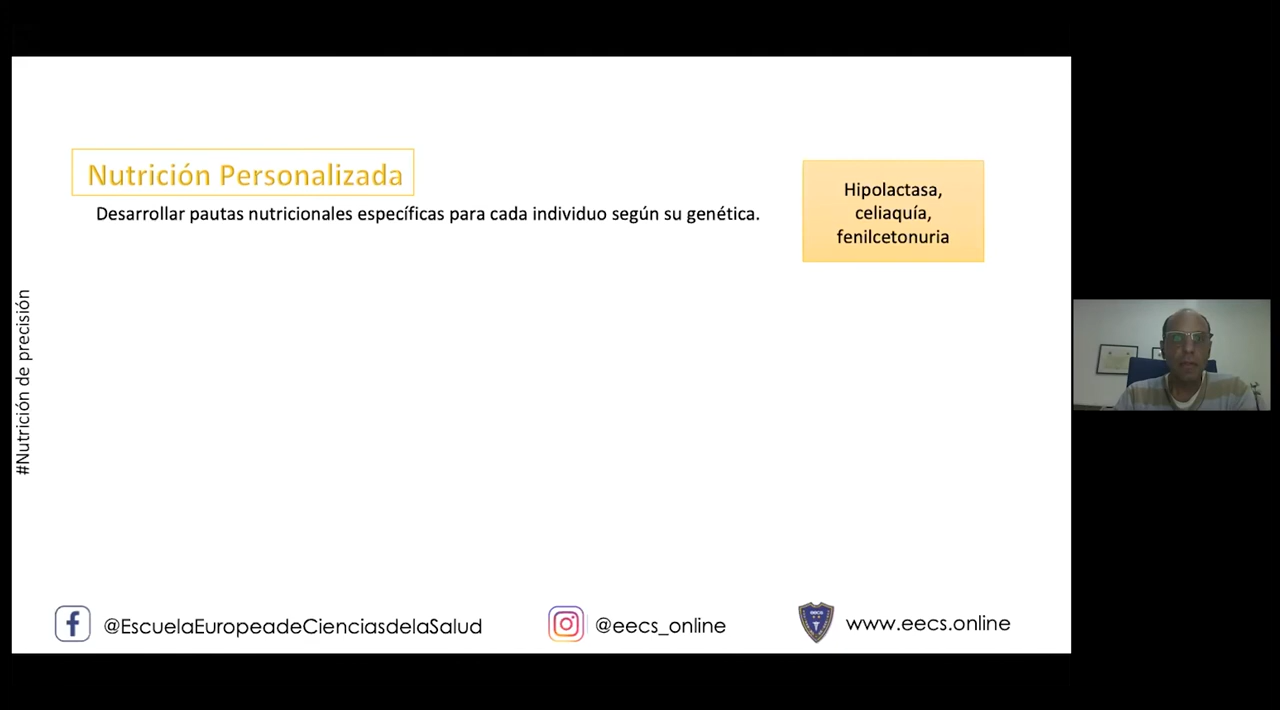 Nutrición Personalizada
Desarrollar pautas nutricionales específicas para cada individuo según su genética.
Hipolactasa,
celiaquía,
fenilcetonuria
#Nutrición de precisión
@EscuelaEuropeadeCienciasdelaSalud
@eecs_online
eecs
www.eecs.online